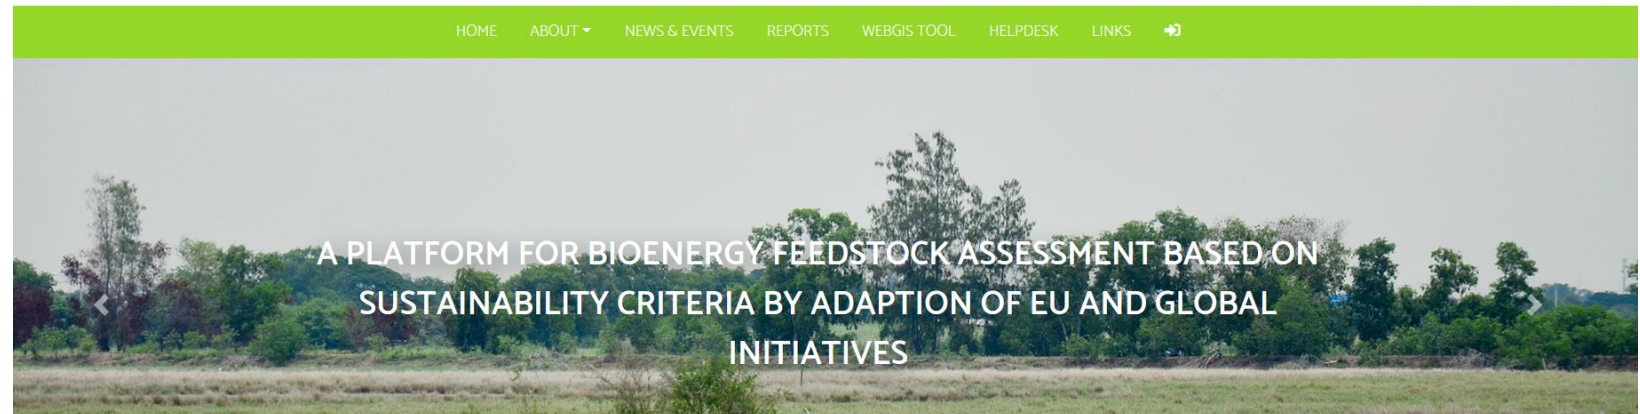 HOME ABOUT NEWS & EVENTS REPORTS WEBGIS TOOL HELPDESK LINKS
A PLATFORM FOR BIOENERGY FEEDSTOCK ASSESSMENT BASED ON
SUSTAINABILITY CRITERIA BY ADAPTION OF EU AND GLOBAL
INITIATIVES